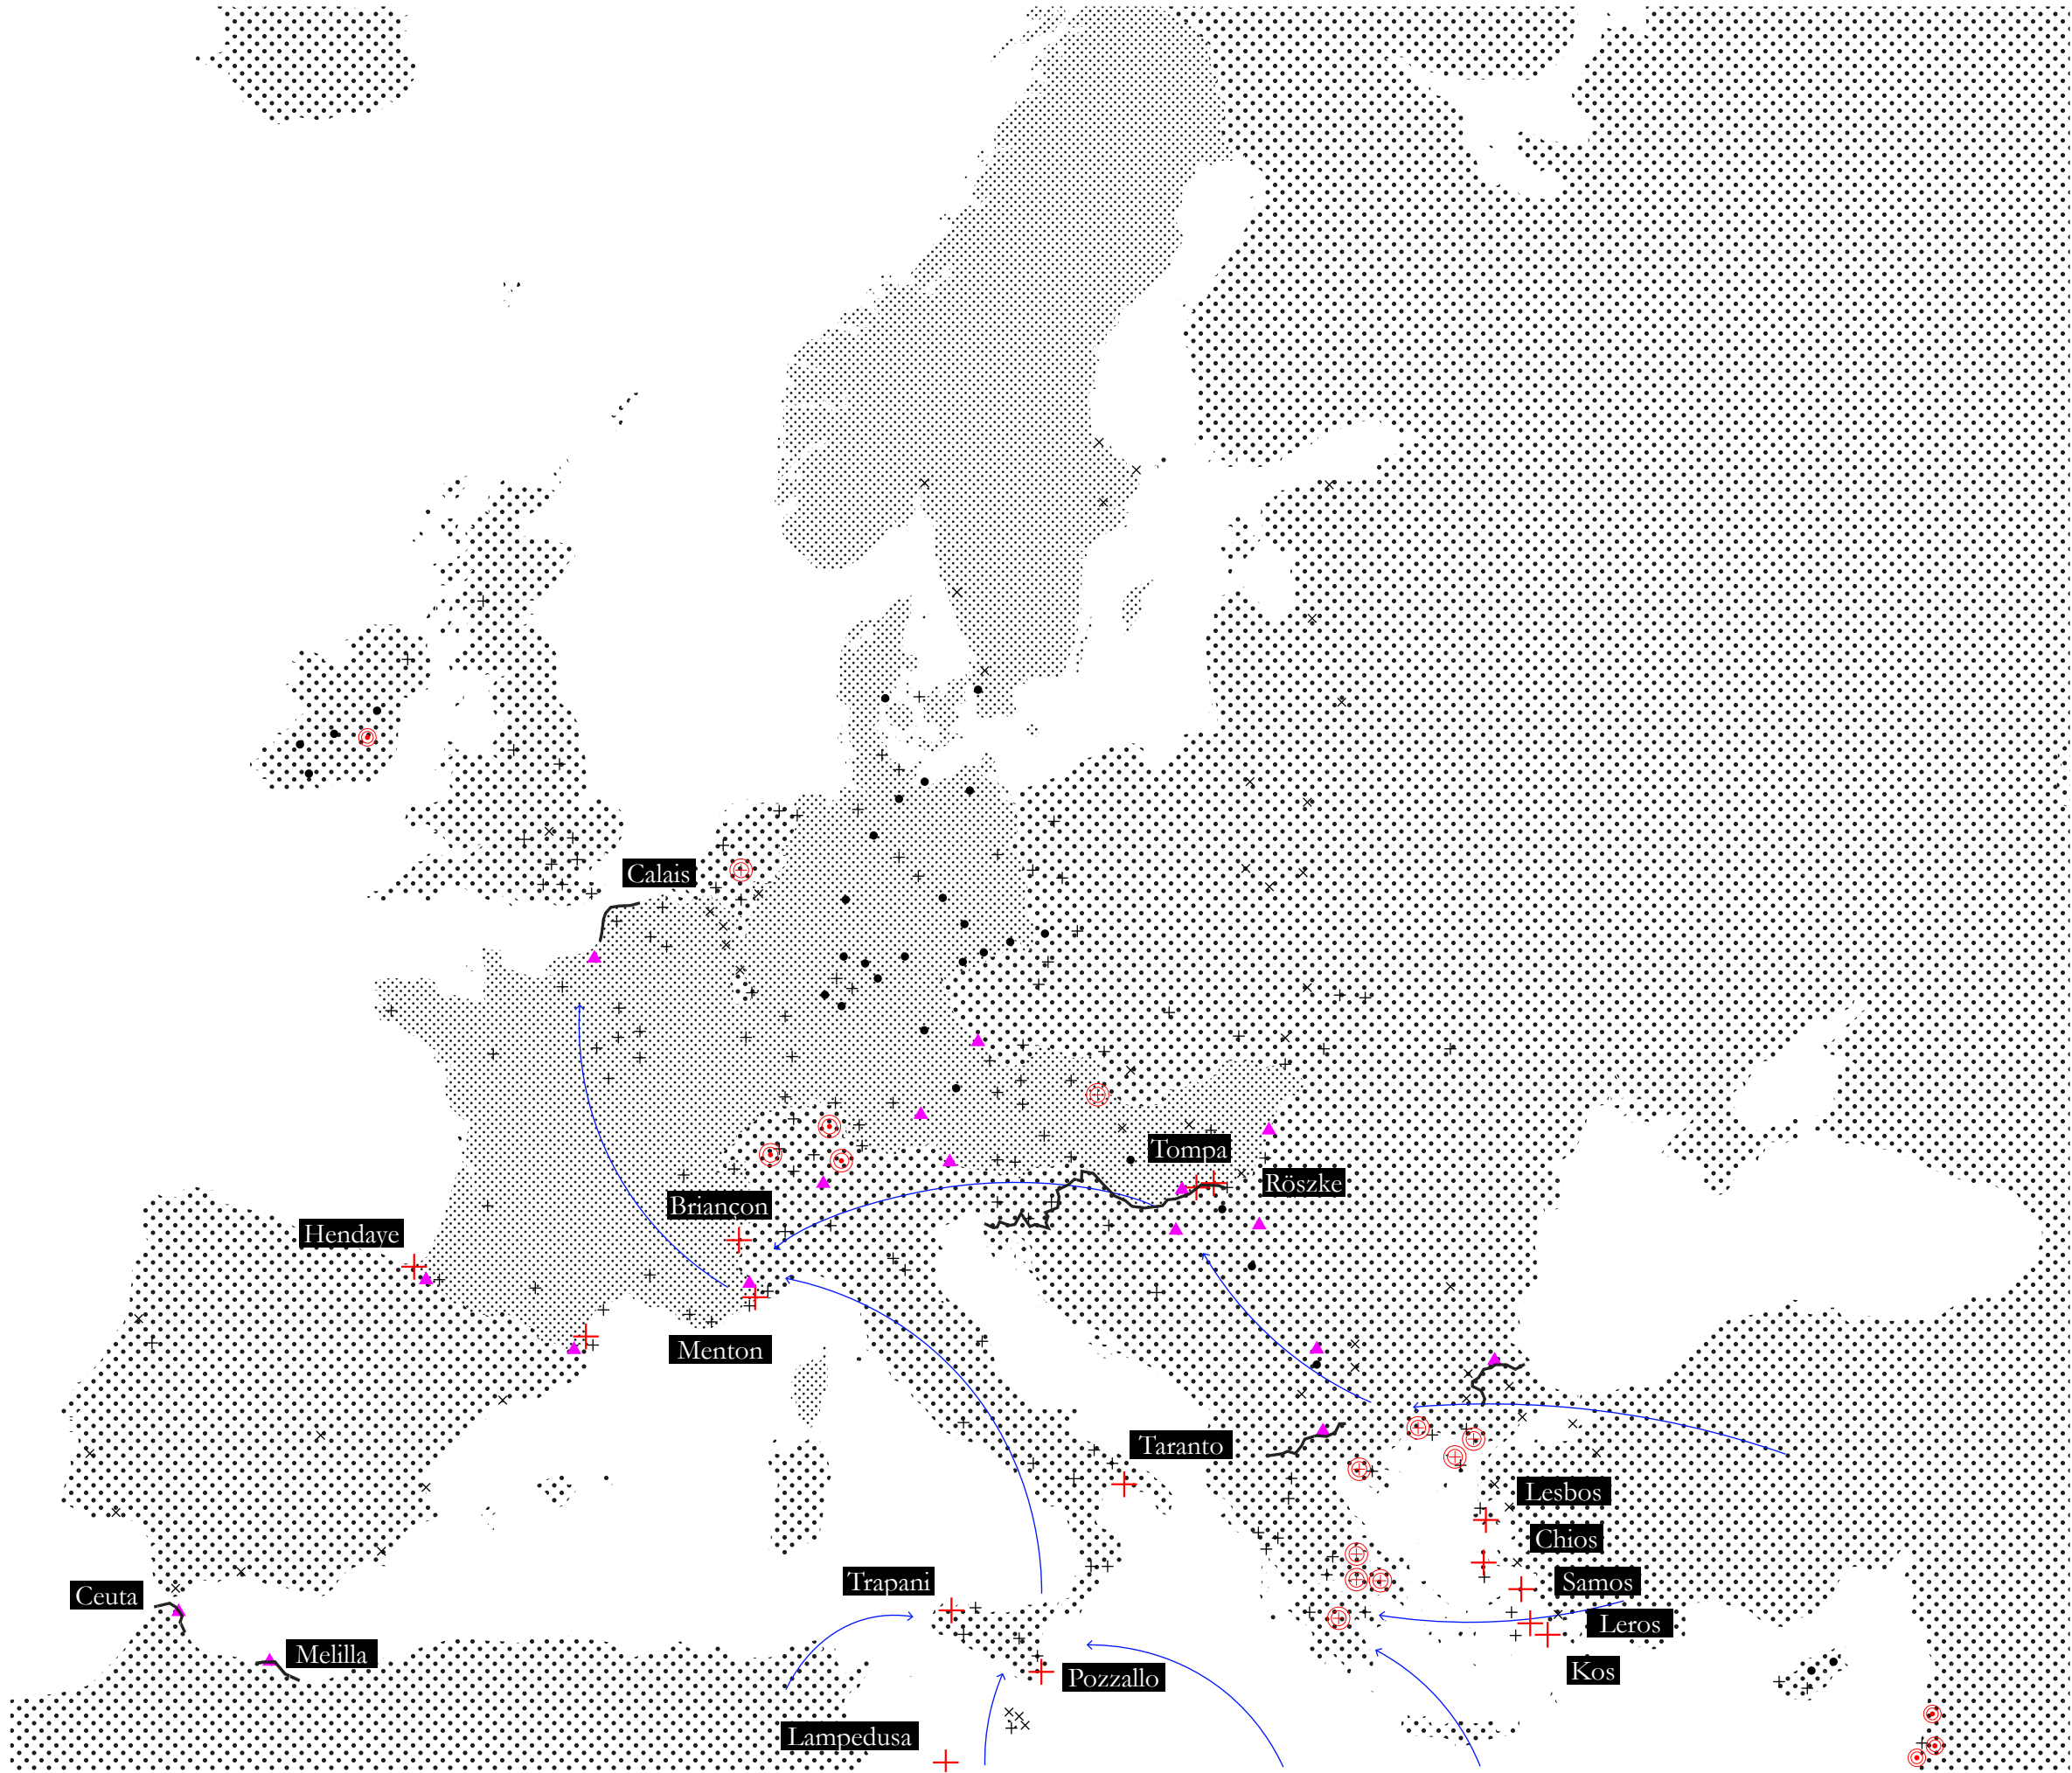 Calais
Tompa
Röszke
Briançon
Hendaye
Menton
Taranto
Lesbos
Chios
Trapani
Samos
Ceuta
Leros
Melilla
Kos
Pozzallo
Lampedusa